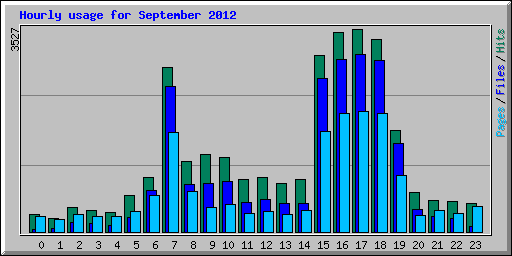 Hourly usage for September 2012
3527
Pages / Files / Hits
0 1 2 3 4 5 6 7 8 9 10 11 12 13 14 15 16 17 18 19 20 21 22 23